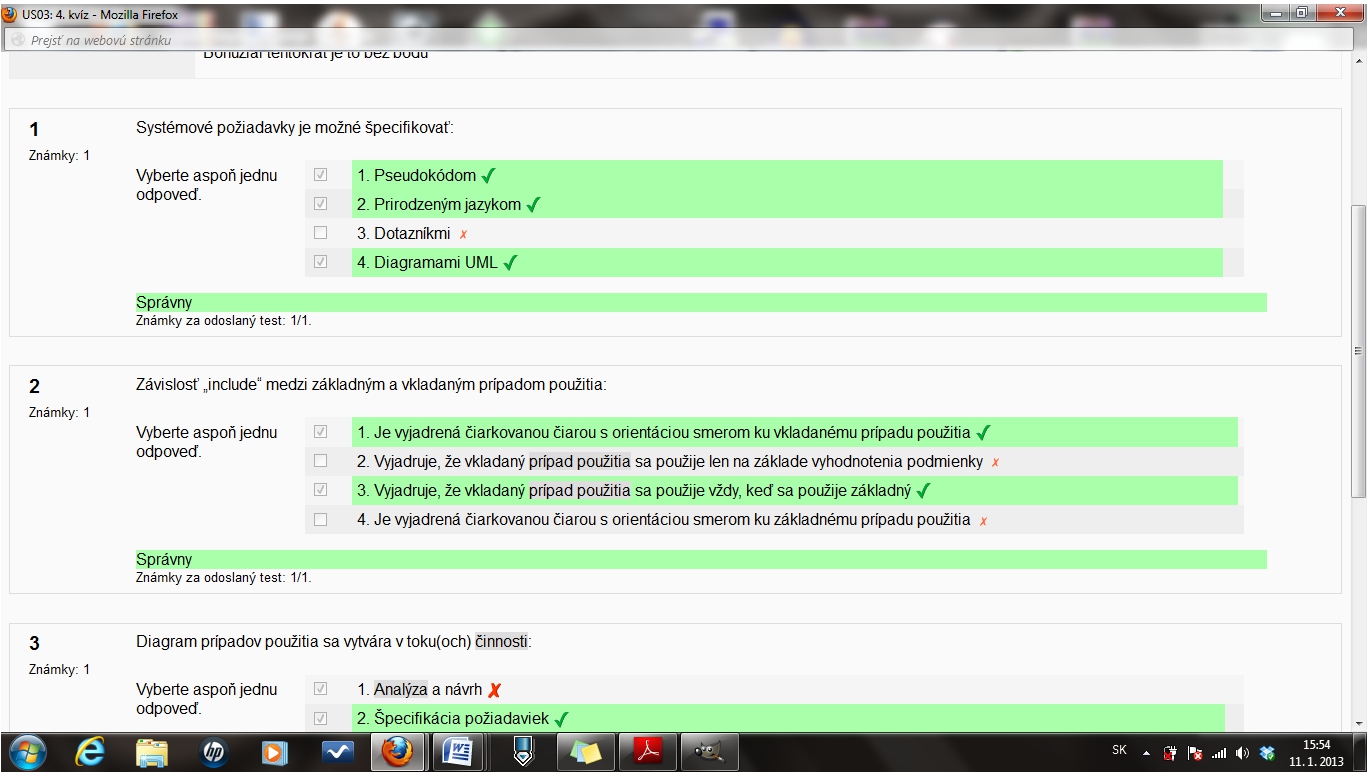 US03: 4. kvíz - Mozilla Firefox
Prejsť na webovú stránku
Bohužiaľ tentokrát je to bez bodu
1
Systémové požiadavky je možné špecifikovať:
Známky: 1
Vyberte aspoň jednu odpoveď.
1. Pseudokódom
2. Prirodzeným jazykom
3. Dotazníkmi
4. Diagramami UML
Správny
Známky za odoslaný test: 1/1.
2
Závislosť „include“ medzi základným a vkladaným prípadom použitia:
Známky: 1
Vyberte aspoň jednu odpoveď.
1. Je vyjadrená čiarkovanou čiarou s orientáciou smerom ku vkladanému prípadu použitia
2. Vyjadruje, že vkladaný prípad použitia sa použije len na základe vyhodnotenia podmienky
3. Vyjadruje, že vkladaný prípad použitia sa použije vždy, keď sa použije základný
4. Je vyjadrená čiarkovanou čiarou s orientáciou smerom ku základnému prípadu použitia
Správny
Známky za odoslaný test: 1/1.
3
Diagram prípadov použitia sa vytvára v toku(och) činnosti:
Známky: 1
Vyberte aspoň jednu odpoveď.
1. Analýza a návrh
2. Špecifikácia požiadaviek
hp
SK
15:54
11. 1. 2013